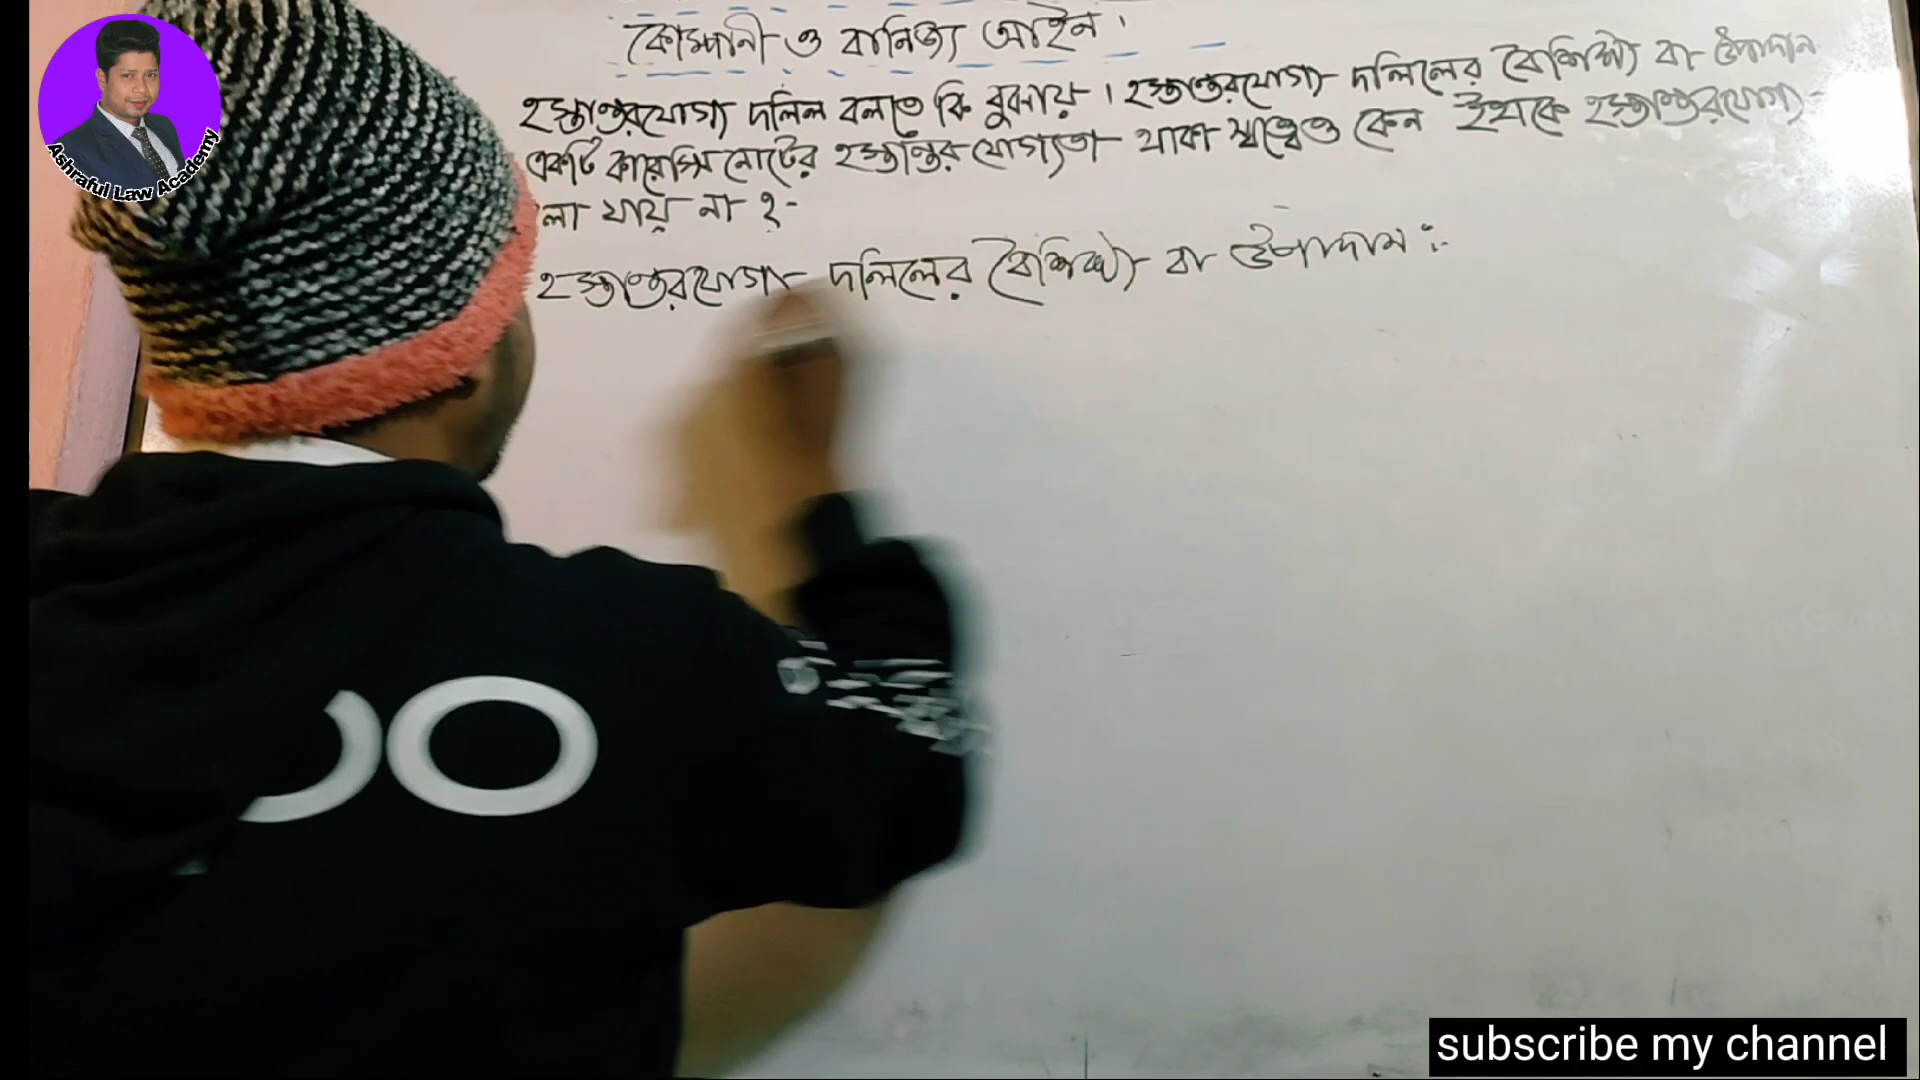 কোম্পানী ও বানিজ্য আইন।
হস্তান্তরযোগ্য দলিল বলতে কি বুঝায়। হস্তান্তরযোগ্য দলিলের বৈশিষ্ট্য বা উপাদান
একটি কারেন্সি নোটের হস্তান্তর যোগ্যতা থাকা স্বত্বেও কেন ইহাকে হস্তান্তরযোগ্য
লা যায় না ?-
হস্তান্তরযোগ্য দলিলের বৈশিষ্ট্য বা উপাদান :-
Ashraful Law Academy
subscribe my channel